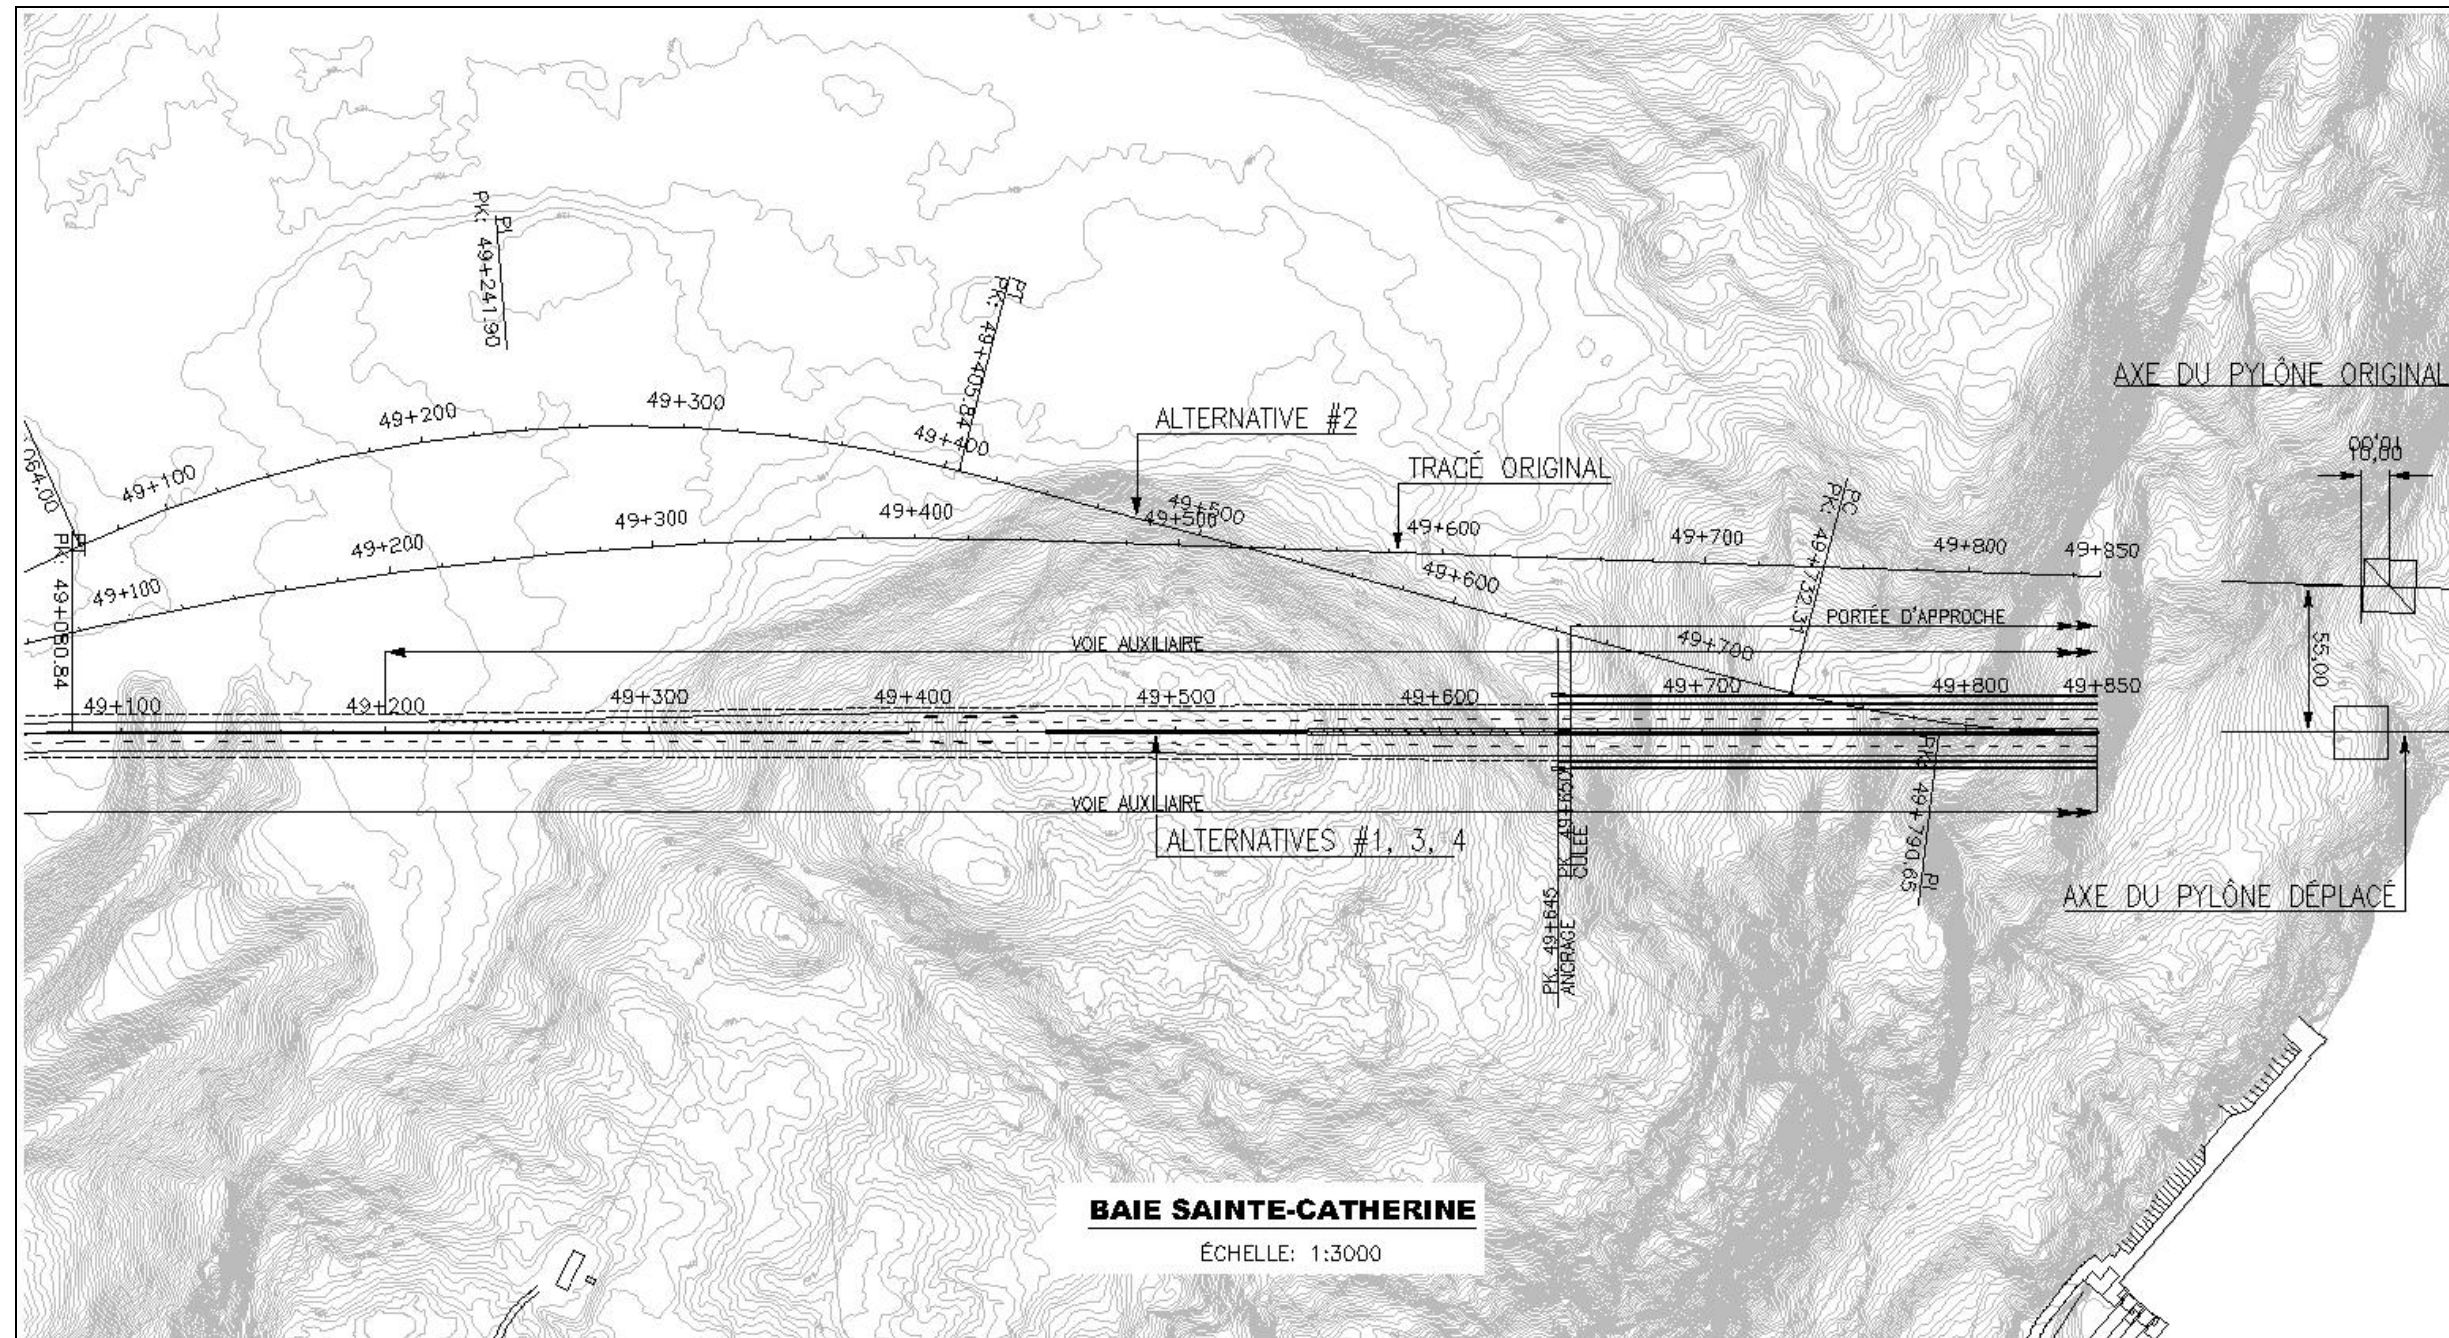 PI
PK: 49+241.90
PT
PK: 49+405.84
AXE DU PYLÔNE ORIGINAL
49+200
49+300
49+400
ALTERNATIVE #2
10,00
TRACÉ ORIGINAL
064.00
49+100
PC
PK: 49+732.31
49+500
49+300
49+400
49+500
49+600
49+700
49+800
49+850
49+200
PT
PK: 49+080.84
49+100
49+600
PORTÉE D'APPROCHE
VOIE AUXILIAIRE
49+700
55,00
49+100
49+200
49+300
49+400
49+500
49+600
49+700
49+800
49+850
VOIE AUXILIAIRE
ALTERNATIVES #1, 3, 4
PK. 49+650
CULÉE
PK. 49+645
ANCRAGE
PI
PK: 49+790.65
AXE DU PYLÔNE DÉPLACÉ
BAIE SAINTE-CATHERINE
ÉCHELLE: 1:3000